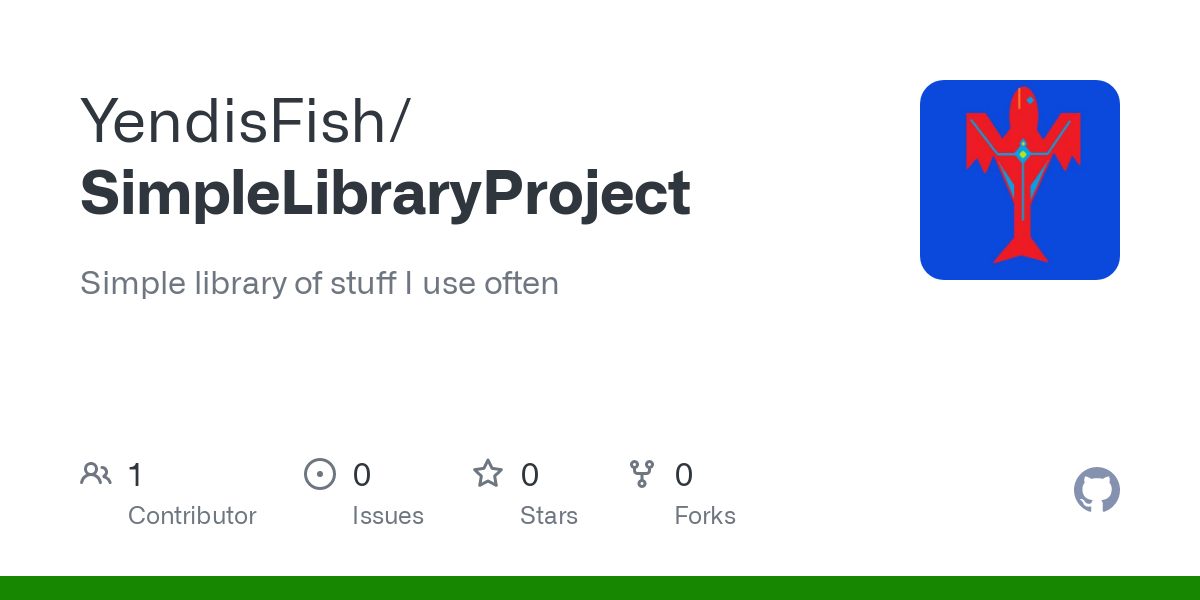 YendisFish/
SimpleLibraryProject
Simple library of stuff I use often
1 0 0 0
Contributor Issues Stars Forks